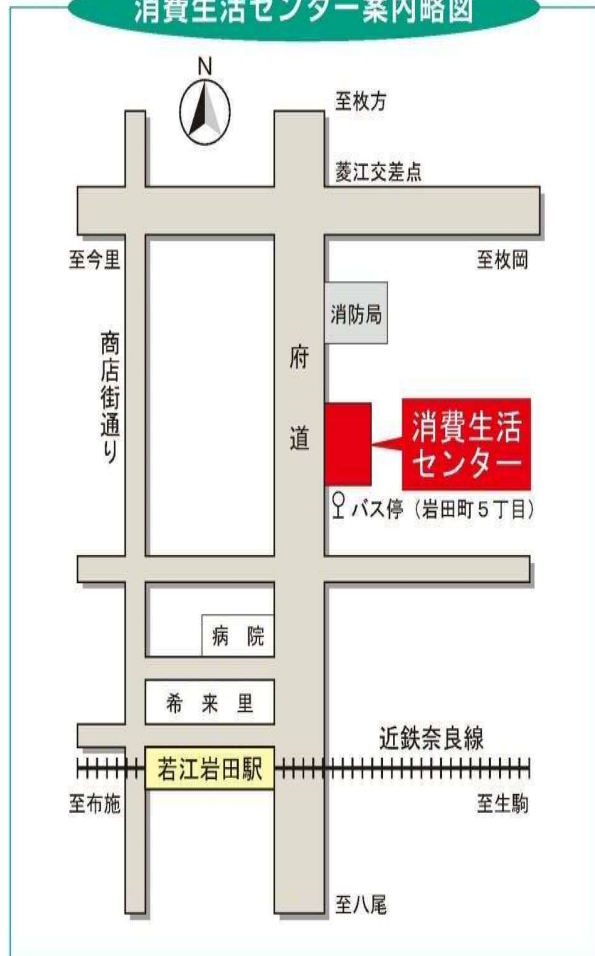 消費生活センター案内略図
N
至枚方
菱江交差点
至今里
至枚岡
消防局
商店街通り
府道
消費生活
センター
バス停（岩田町５丁目）
病院
希来里
近鉄奈良線
若江岩田駅
至布施
至生駒
至八尾